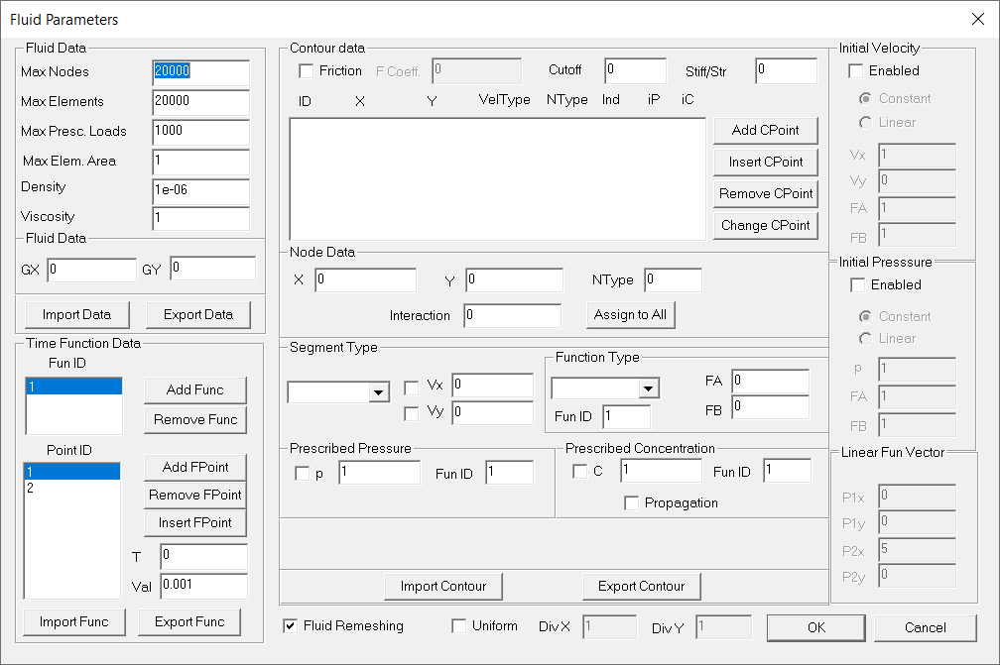 Fluid Parameters
Fluid Data
Max Nodes 20000
Max Elements 20000
Max Presc. Loads 1000
Max Elem. Area 1
Density 1e-06
Viscosity 1
Fluid Data
GX 0 GY 0
Import Data Export Data
Time Function Data
Fun ID
1
Add Func
Remove Func
Point ID
1
2
Add FPoint
Remove FPoint
Insert FPoint
T 0
Val 0.001
Import Func Export Func
Contour data
Friction F Coeff. 0 Cutoff 0 Stiff/Str 0
ID X Y VelType NType Ind iP iC
Add CPoint
Insert CPoint
Remove CPoint
Change CPoint
Node Data
X 0 Y 0 NType 0
Interaction 0 Assign to All
Segment Type
Vx 0
Vy 0
Function Type
Fun ID 1
FA 0
FB 0
Prescribed Pressure
p 1 Fun ID 1
Prescribed Concentration
C 1 Fun ID 1
Propagation
Import Contour Export Contour
Fluid Remeshing Uniform DivX 1 DivY 1 OK Cancel
Initial Velocity
Enabled
Constant
Linear
Vx 1
Vy 0
FA 1
FB 1
Initial Presssure
Enabled
Constant
Linear
p 1
FA 1
FB 1
Linear Fun Vector
P1x 0
P1y 0
P2x 5
P2y 0